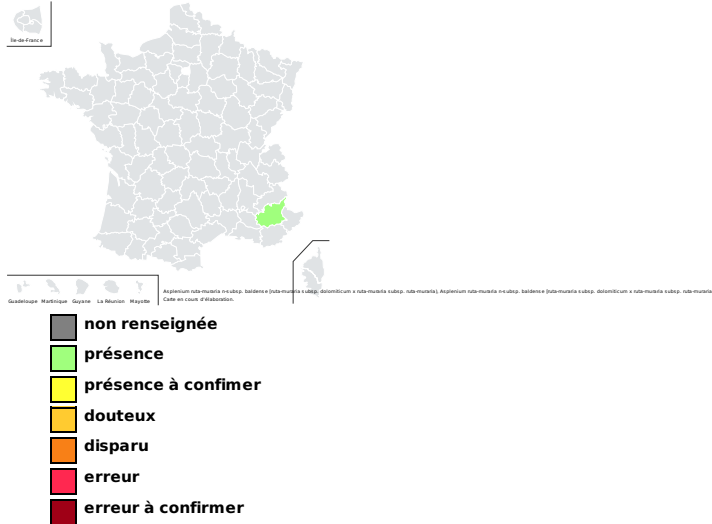 Île-de-France
Guadeloupe Martinique Guyane La Réunion Mayotte
Asplenium ruta-muraria n-subsp. baldense [ruta-muraria subsp. dolomiticum x ruta-muraria subsp. ruta-muraria], Asplenium ruta-muraria n-subsp. baldense [ruta-muraria subsp. dolomiticum x ruta-muraria subsp. ruta-muraria
Carte en cours d'élaboration.
non renseignée
présence
présence à confimer
douteux
disparu
erreur
erreur à confirmer